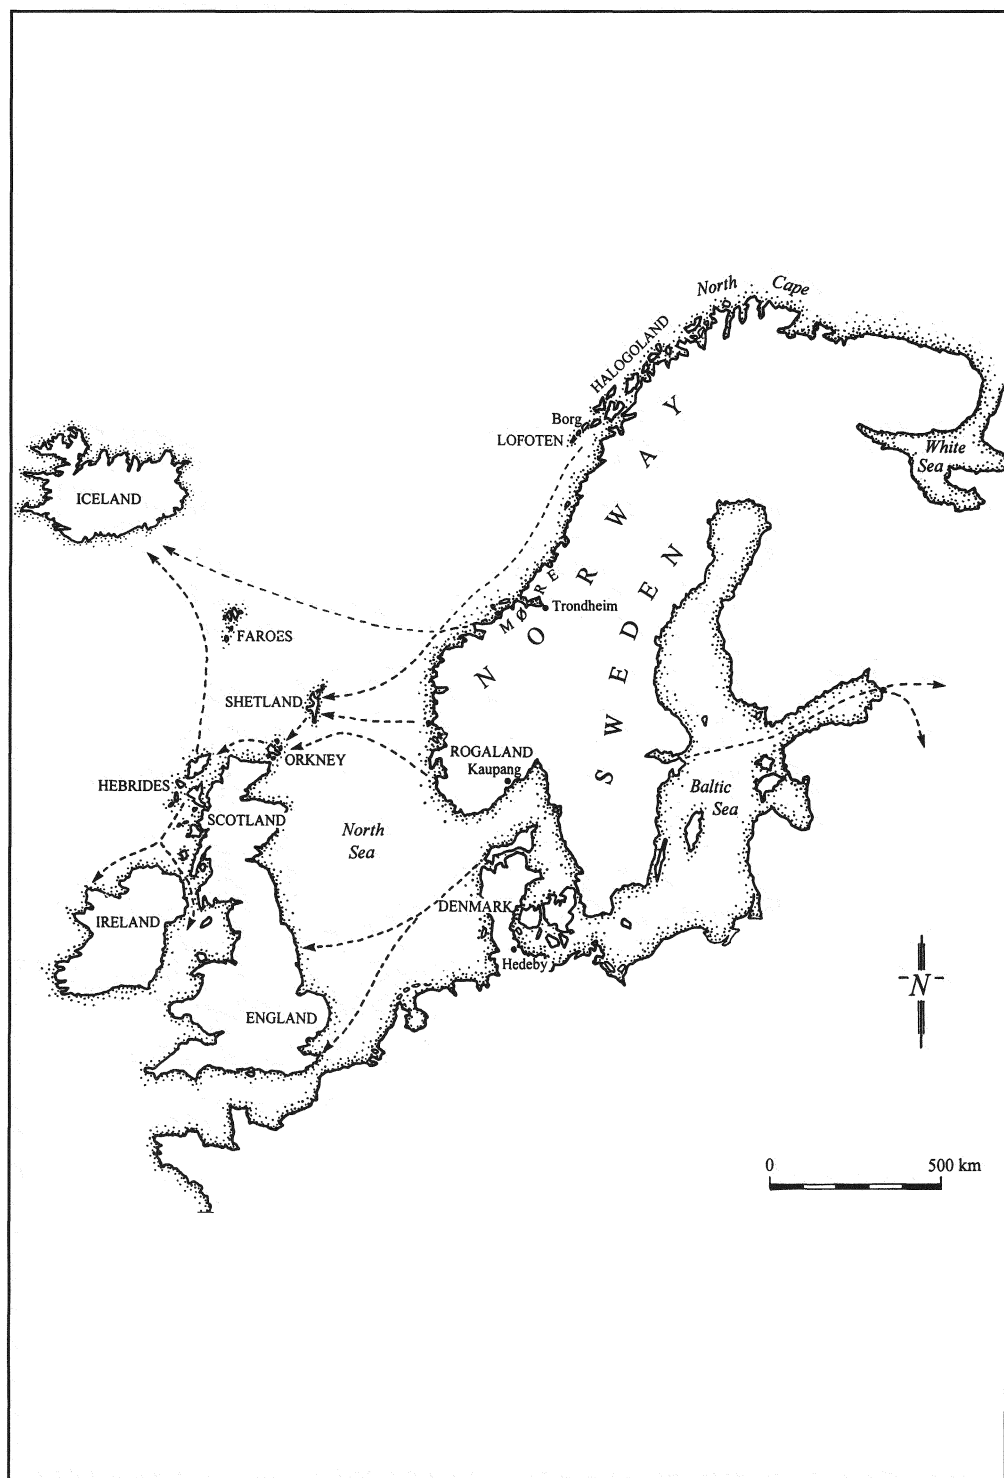 North Cape
HALOGOLAND
Borg
LOFOTEN
White
Sea
ICELAND
NORWAY
SWEDEN
MØRE
Trondheim
FAROES
SHETLAND
ORKNEY
ROGALAND
Kaupang
HEBRIDES
SCOTLAND
Baltic
Sea
North
Sea
DENMARK
IRELAND
Hedeby
N
ENGLAND
0 500 km